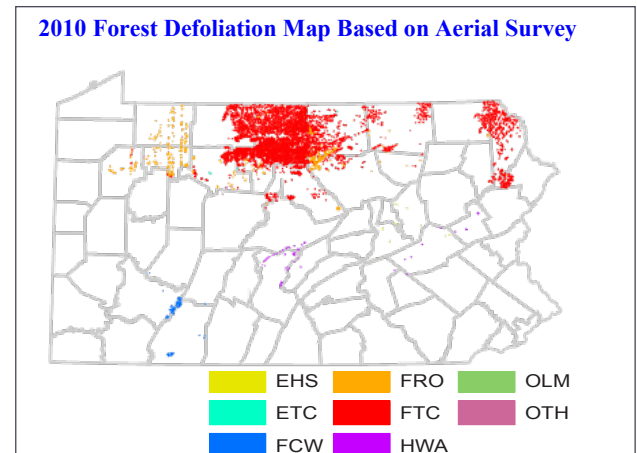 2010 Forest Defoliation Map Based on Aerial Survey
EHS FRO OLM
ETC FTC OTH
FCW HWA